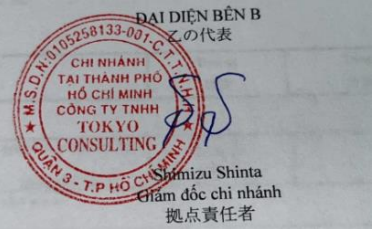 ĐẠI DIỆN BÊN B
乙の代表
M.S.D.N:0105258133-001-C.T.T.N.H.H
CHI NHÁNH
TẠI THÀNH PHỐ
HỒ CHÍ MINH
CÔNG TY TNHH
TOKYO
CONSULTING
QUẬN 3 - T.P HỒ CHÍ MINH
Shimizu Shinta
Giám đốc chi nhánh
拠点責任者